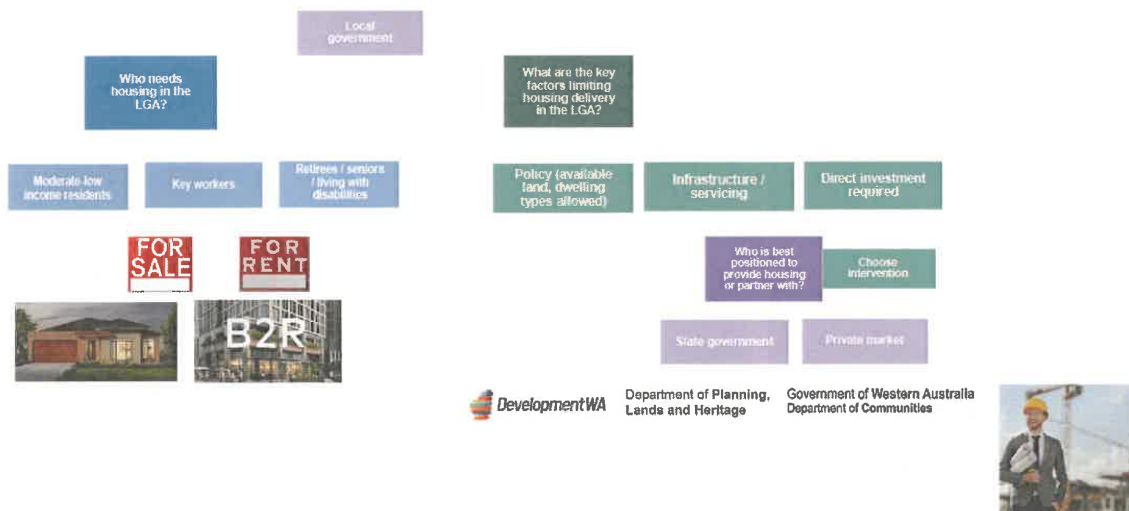 Local
government
Who needs
housing in the
LGA?
What are the key
factors limiting
housing delivery
in the LGA?
Moderate-low
income residents
Key workers
Retirees / seniors
/ living with
disabilities
Policy (available
land, dwelling
types allowed)
Infrastructure /
servicing
Direct investment
required
FOR
SALE
FOR
RENT
Who is best
positioned to
provide housing
or partner with?
Choose
intervention
B2R
State government
Private market
DevelopmentWA
Department of Planning,
Lands and Heritage
Government of Western Australia
Department of Communities